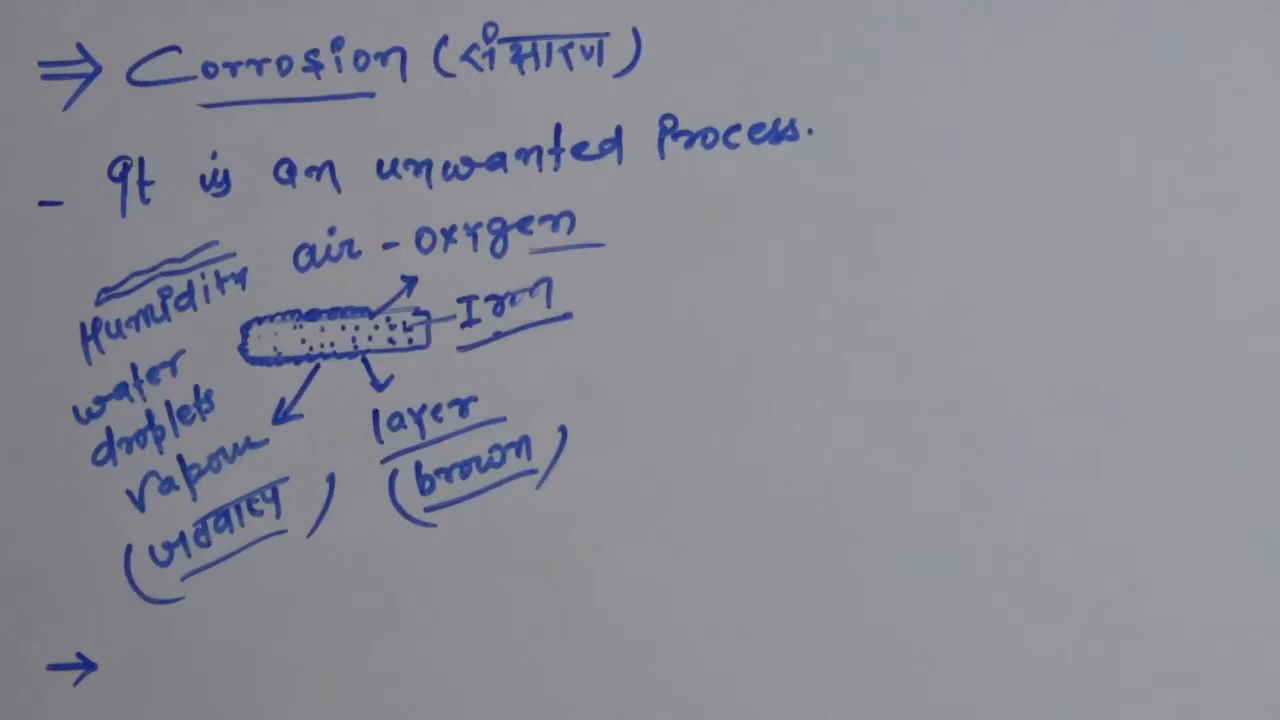 ⇒ Corrosion (संक्षारण)
- It is an unwanted Process.
air - oxygen
Humidity
Iron
water
droplets
vapour
(जलवाष्प)
layer
(brown)
→